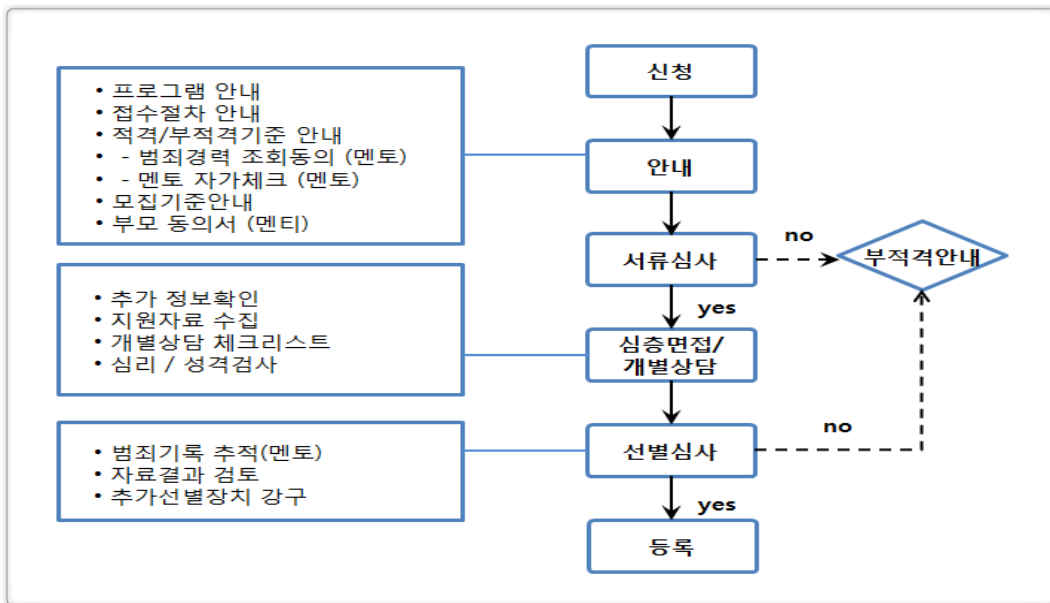 신청
• 프로그램 안내
• 접수절차 안내
• 적격/부적격기준 안내
• - 범죄경력 조회동의 (멘토)
• - 멘토 자가체크 (멘토)
• 모집기준안내
• 부모 동의서 (멘티)
안내
서류심사
no
부적격안내
yes
• 추가 정보확인
• 지원자료 수집
• 개별상담 체크리스트
• 심리 / 성격검사
심층면접/
개별상담
• 범죄기록 추적(멘토)
• 자료결과 검토
• 추가선별장치 강구
선별심사
no
yes
등록